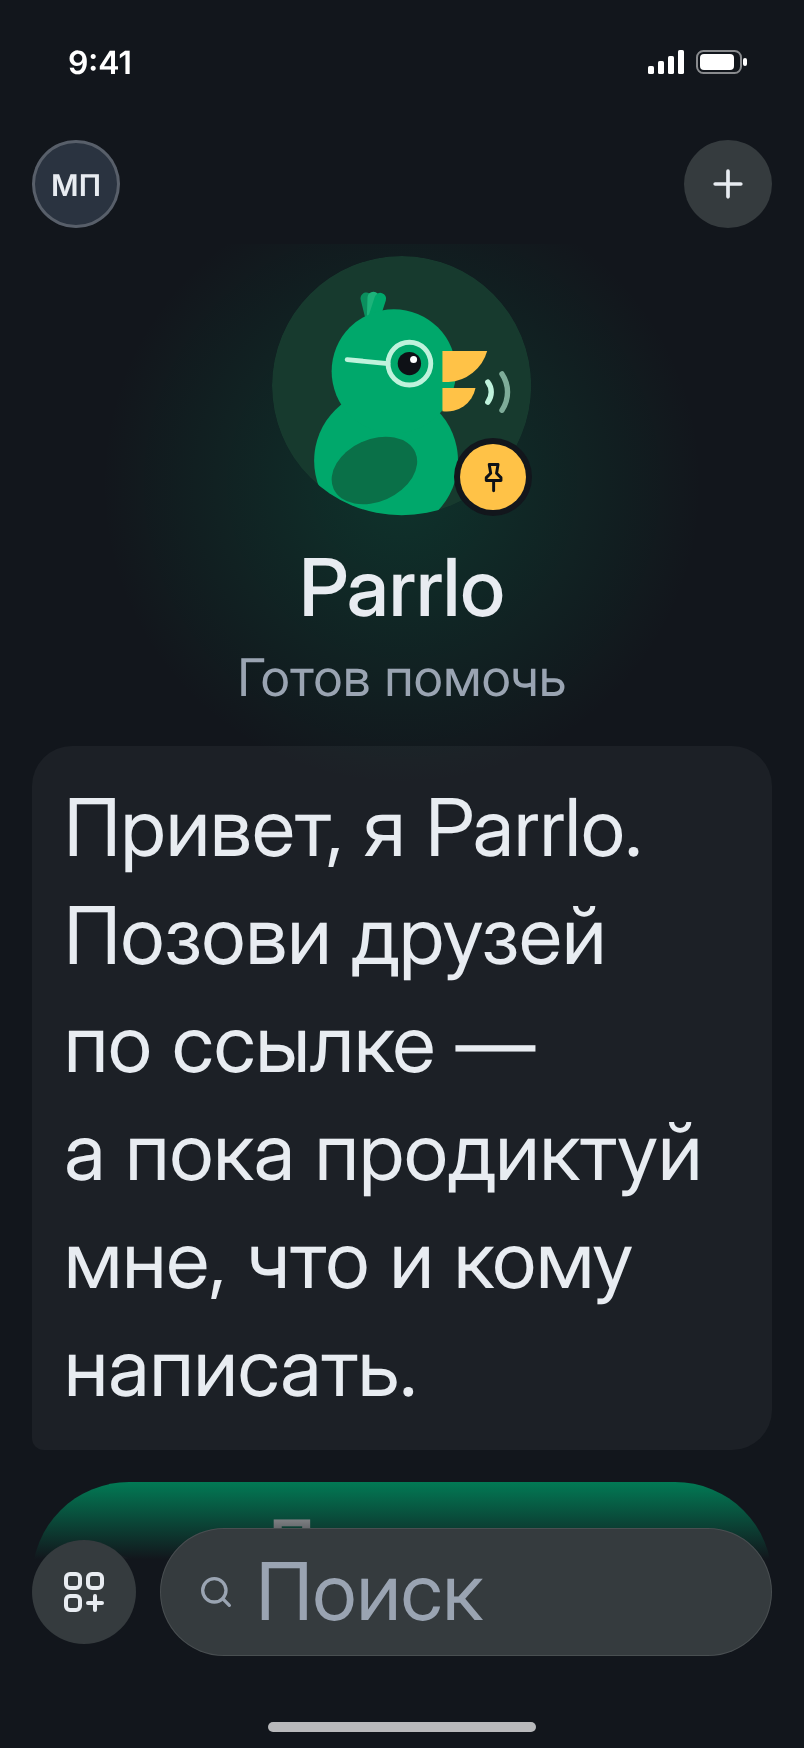 9:41
МП
Parrlo
Готов помочь
Привет, я Parrlo.
Позови друзей
по ссылке —
а пока продиктуй
мне, что и кому
написать.
Поиск